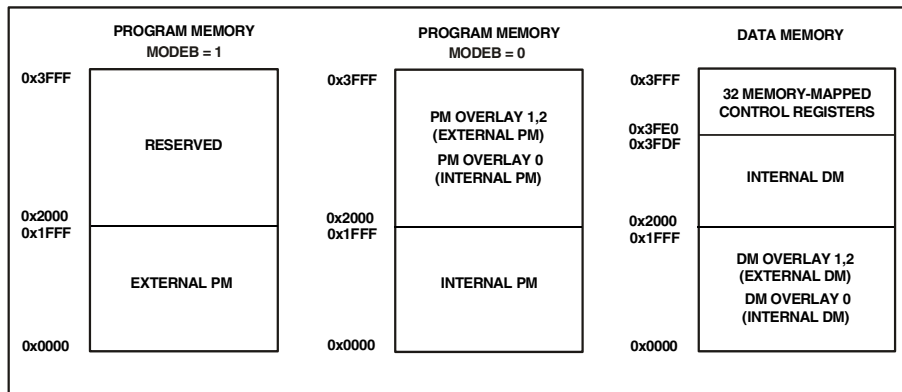 PROGRAM MEMORY
MODEB = 1
0x3FFF
RESERVED
0x2000
0x1FFF
EXTERNAL PM
0x0000
PROGRAM MEMORY
MODEB = 0
0x3FFF
PM OVERLAY 1,2
(EXTERNAL PM)
PM OVERLAY 0
(INTERNAL PM)
0x2000
0x1FFF
INTERNAL PM
0x0000
DATA MEMORY
0x3FFF
32 MEMORY-MAPPED
CONTROL REGISTERS
0x3FE0
0x3FDF
INTERNAL DM
0x2000
0x1FFF
DM OVERLAY 1,2
(EXTERNAL DM)
DM OVERLAY 0
(INTERNAL DM)
0x0000